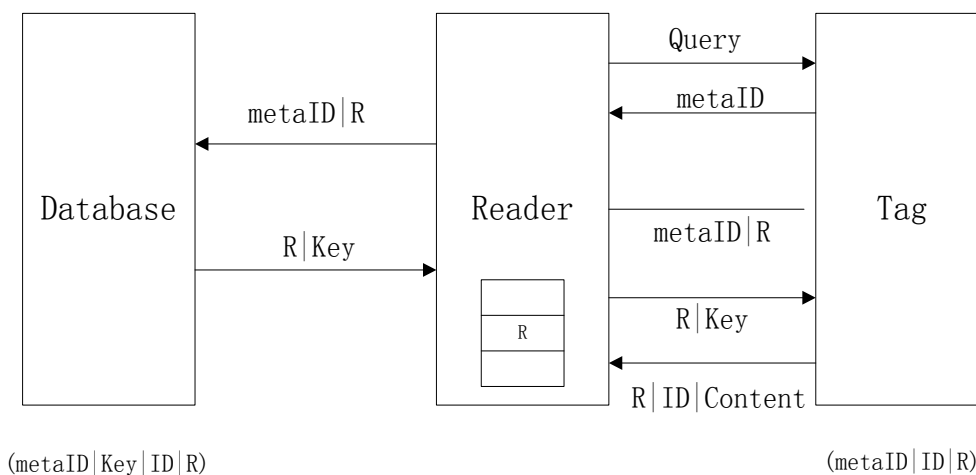 Query
metaID
metaID|R
Database
Reader
Tag
metaID|R
R|Key
R|Key
R
R|ID|Content
(metaID|Key|ID|R)
(metaID|ID|R)